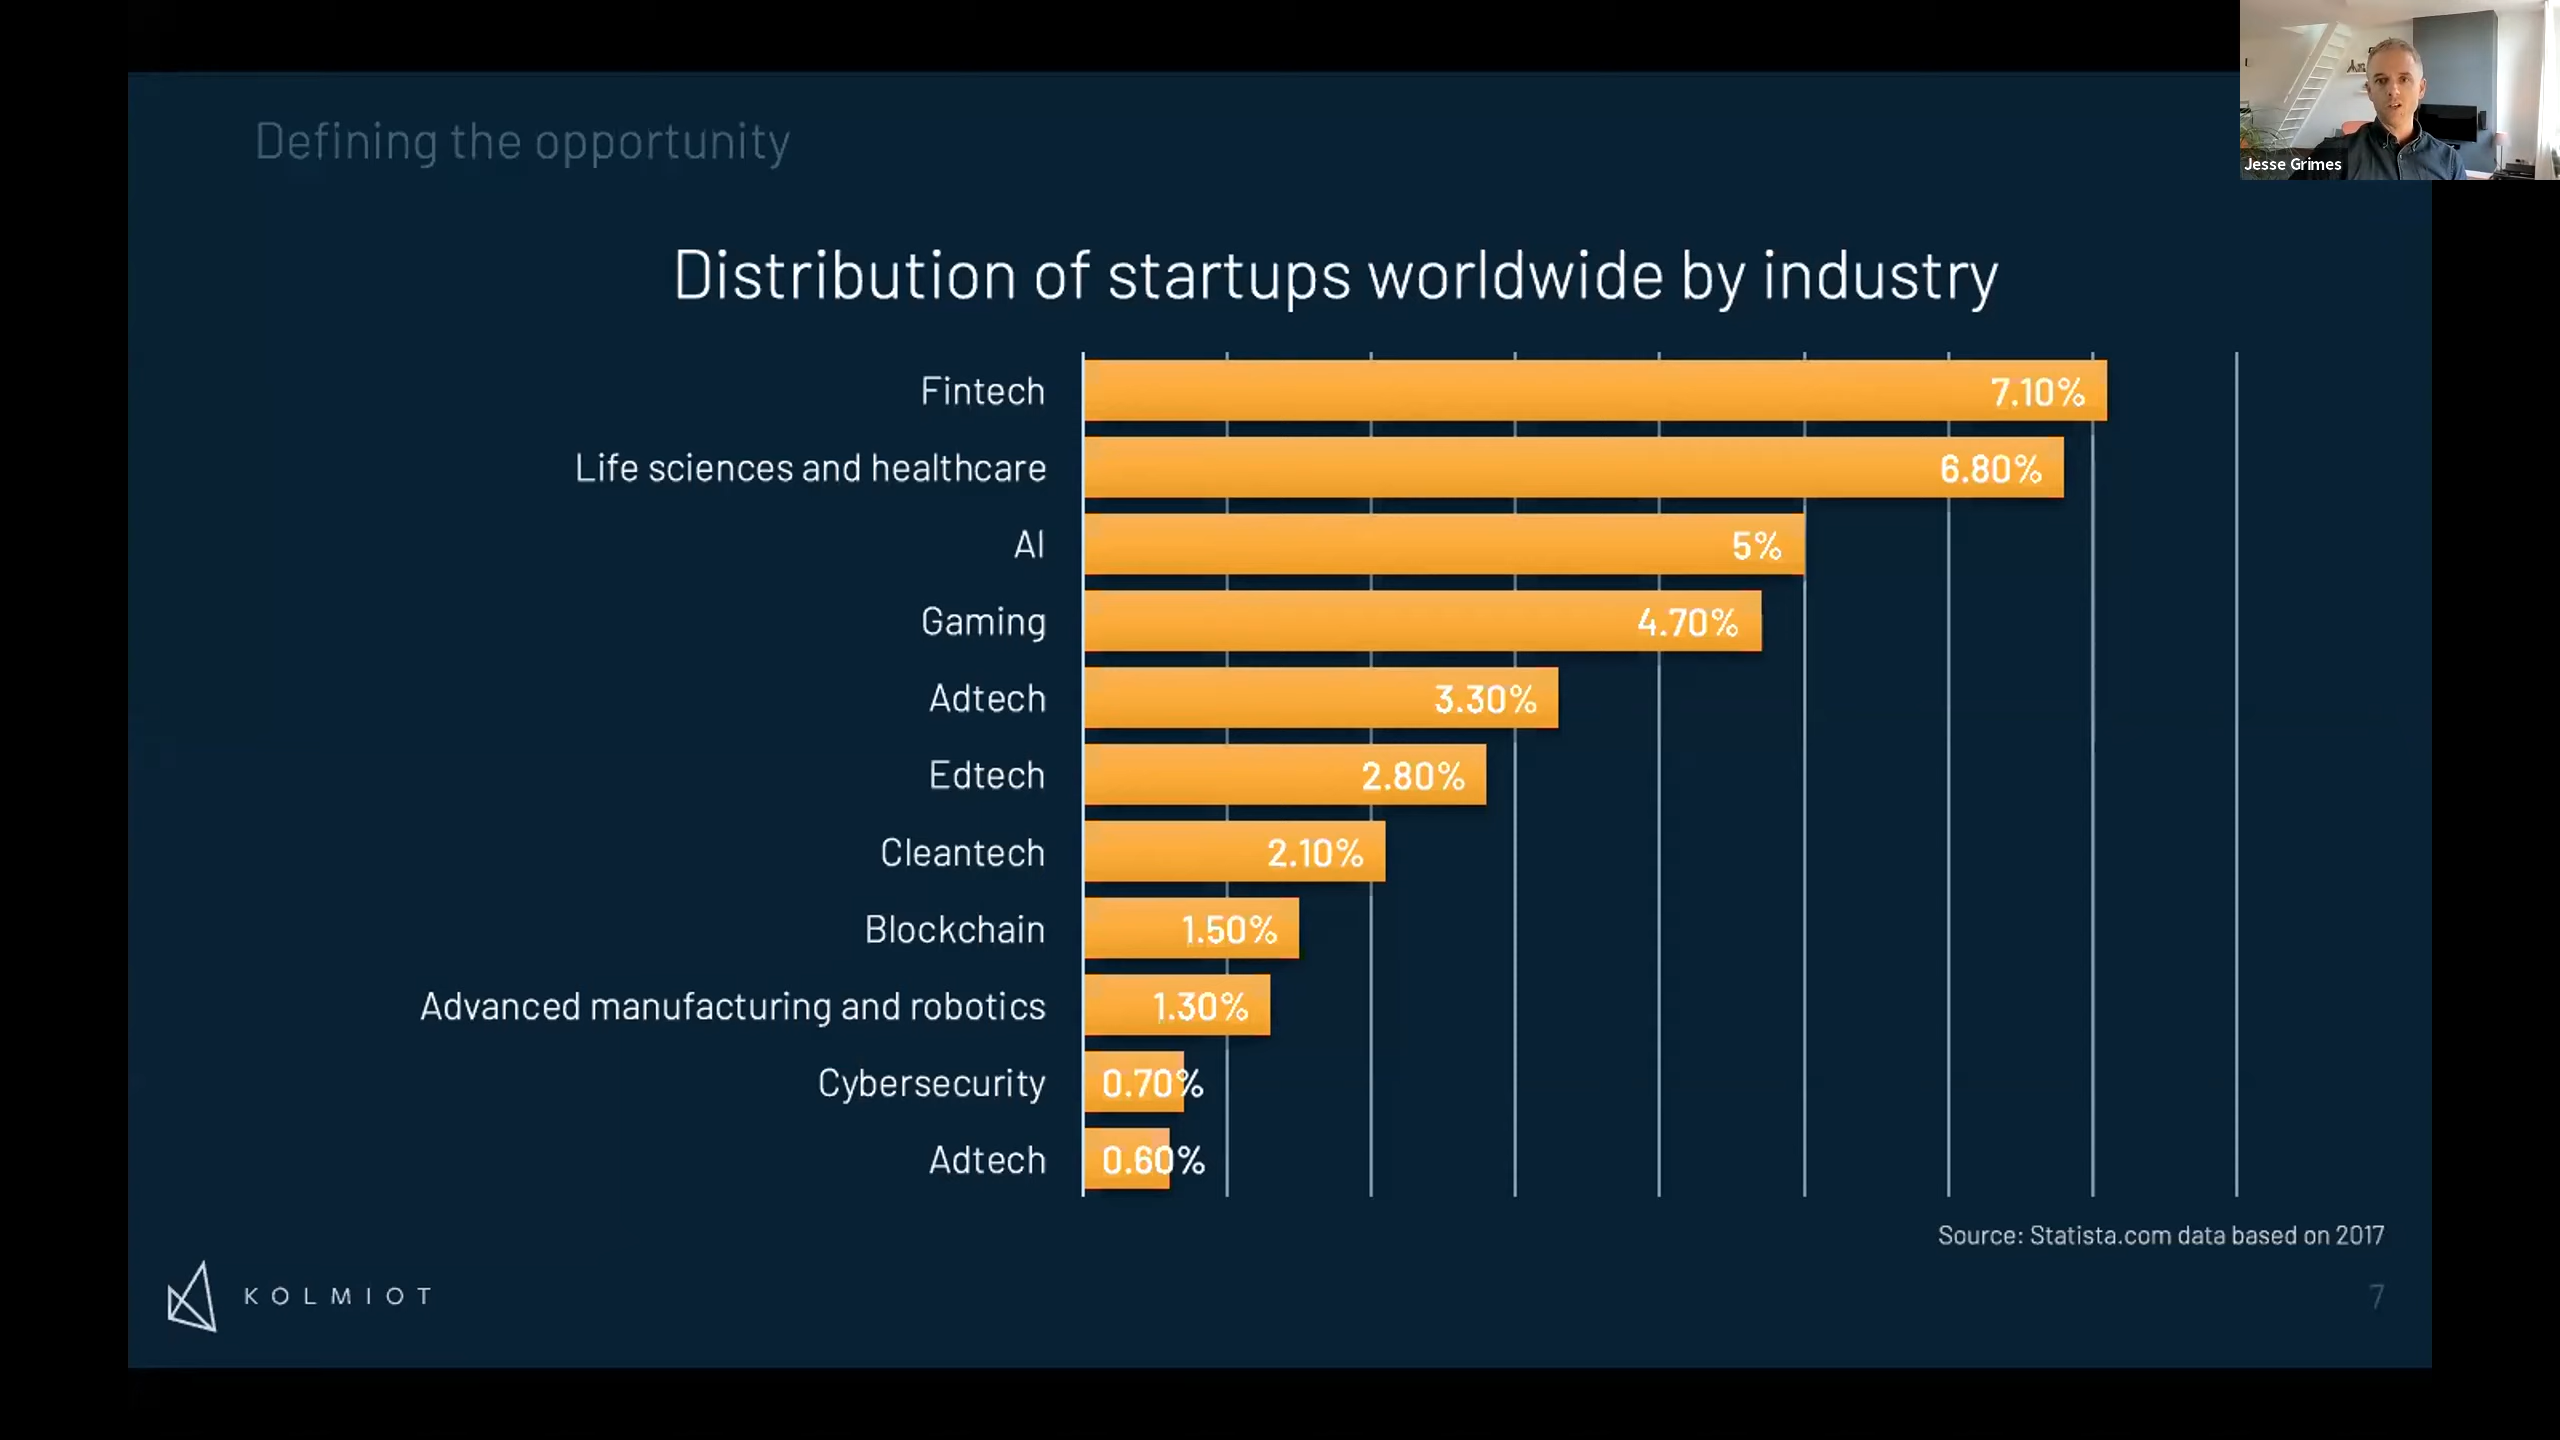 Jesse Grimes
Defining the opportunity
Distribution of startups worldwide by industry
Fintech 7.10%
Life sciences and healthcare 6.80%
AI 5%
Gaming 4.70%
Adtech 3.30%
Edtech 2.80%
Cleantech 2.10%
Blockchain 1.50%
Advanced manufacturing and robotics 1.30%
Cybersecurity 0.70%
Adtech 0.60%
Source: Statista.com data based on 2017
KOLMIOT
7